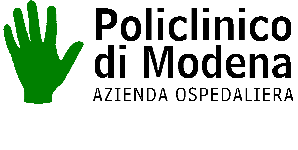 Policlinico
di Modena
AZIENDA OSPEDALIERA